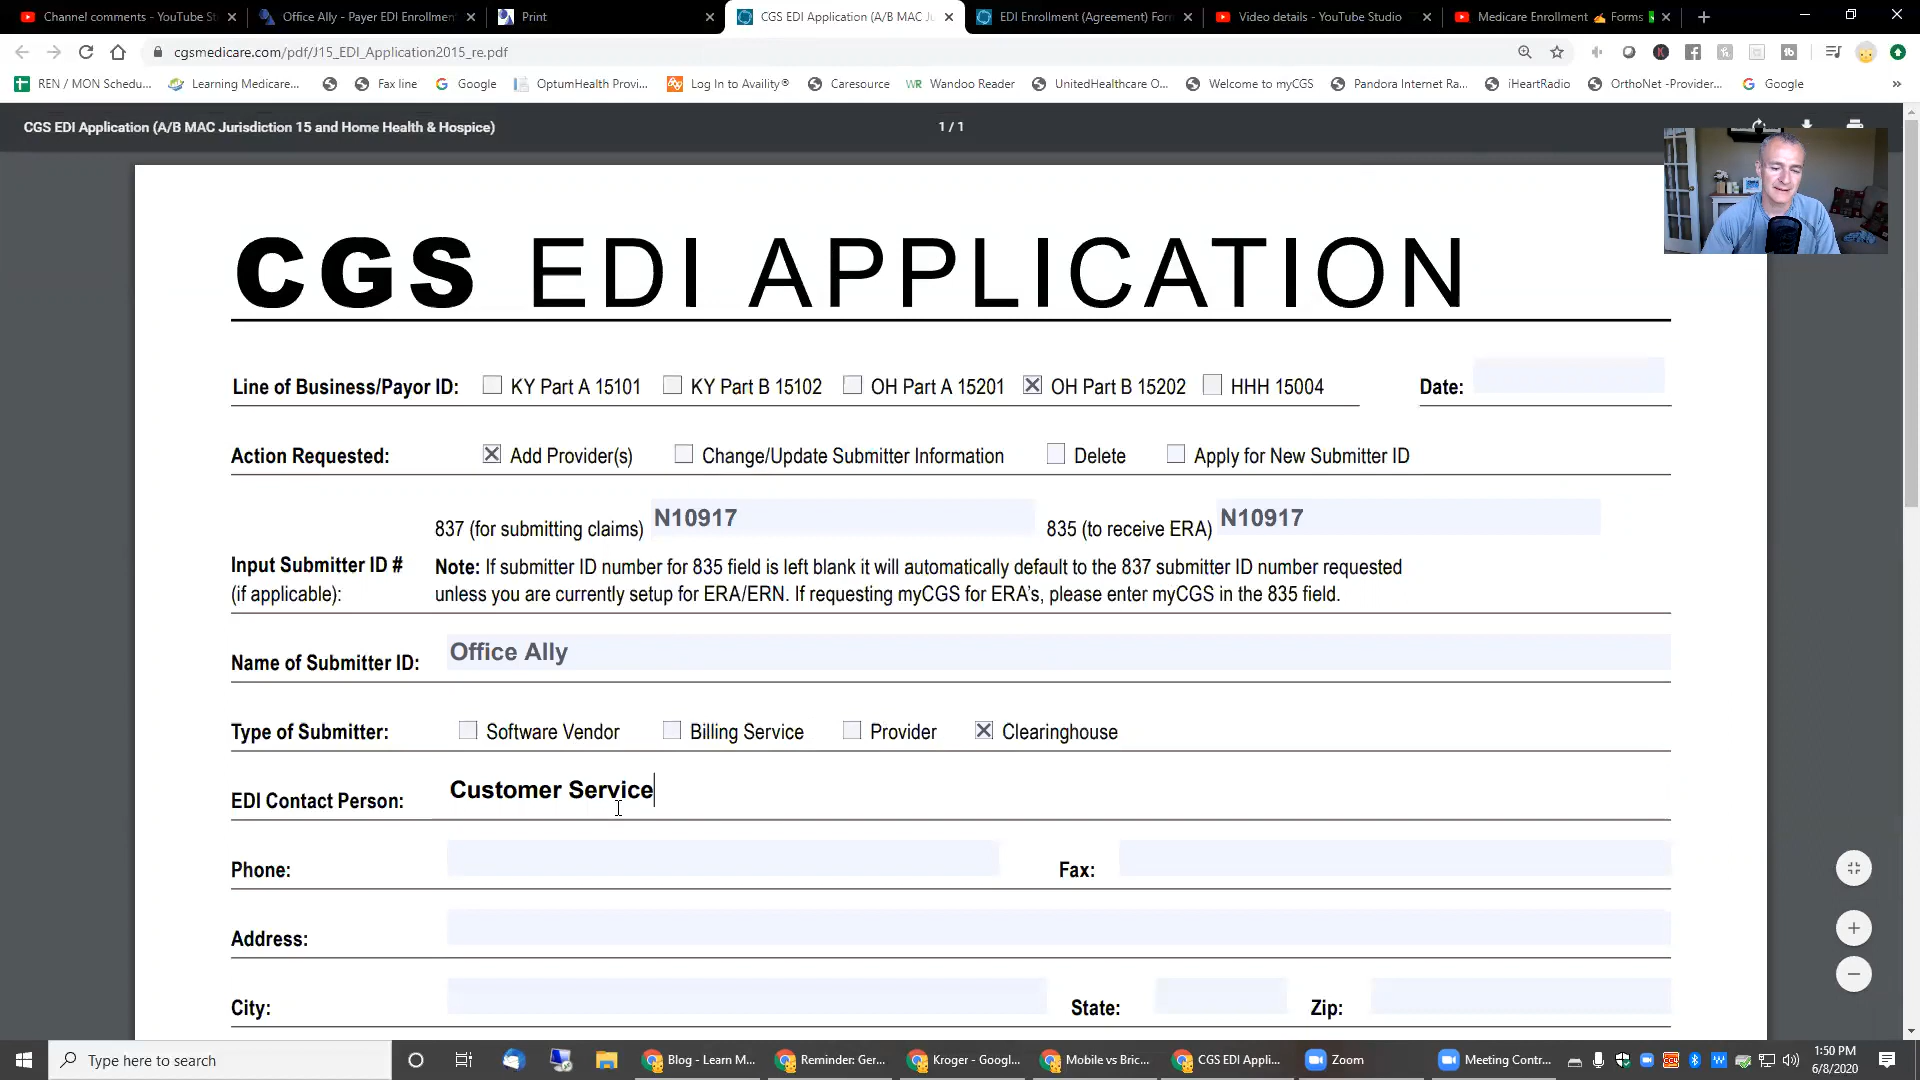 Channel comments - YouTube St
Office Ally - Payer EDI Enrollmen
Print
CGS EDI Application (A/B MAC Ju
EDI Enrollment (Agreement) Form
Video details - YouTube Studio
Medicare Enrollment ✍ Forms
cgsmedicare.com/pdf/J15_EDI_Application2015_re.pdf
REN / MON Schedu...
Learning Medicare...
Fax line
Google
OptumHealth Provi...
Log In to Availity®
Caresource
WR Wandoo Reader
UnitedHealthcare O...
Welcome to myCGS
Pandora Internet Ra...
iHeartRadio
OrthoNet -Provider...
Google
»
CGS EDI Application (A/B MAC Jurisdiction 15 and Home Health & Hospice)
1 / 1
CGS EDI APPLICATION
Line of Business/Payor ID: KY Part A 15101 KY Part B 15102 OH Part A 15201 OH Part B 15202 HHH 15004 Date:
Action Requested: Add Provider(s) Change/Update Submitter Information Delete Apply for New Submitter ID
837 (for submitting claims) N10917 835 (to receive ERA) N10917
Input Submitter ID #
(if applicable):
Note: If submitter ID number for 835 field is left blank it will automatically default to the 837 submitter ID number requested
unless you are currently setup for ERA/ERN. If requesting myCGS for ERA's, please enter myCGS in the 835 field.
Name of Submitter ID: Office Ally
Type of Submitter: Software Vendor Billing Service Provider Clearinghouse
EDI Contact Person: Customer Service
Phone: Fax:
Address:
City: State: Zip:
Type here to search
Blog - Learn M...
Reminder: Ger...
Kroger - Googl...
Mobile vs Bric...
CGS EDI Appli...
Zoom
Meeting Contr...
1:50 PM
6/8/2020